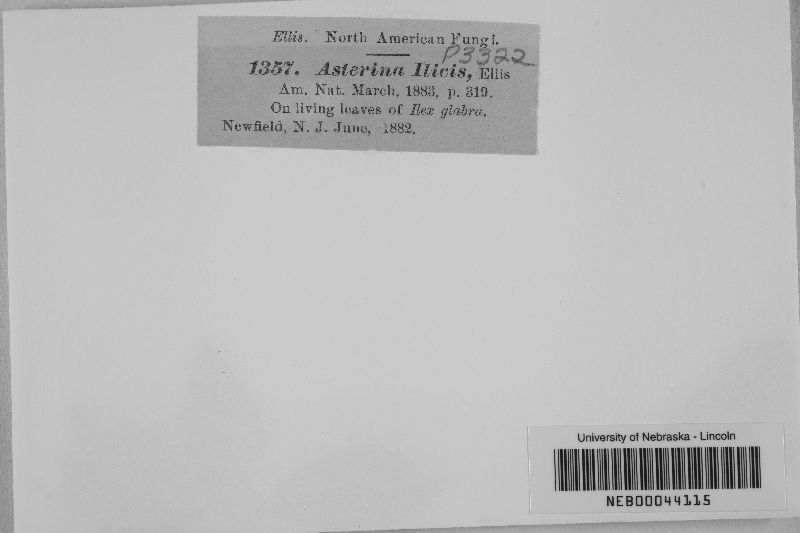 Ellis. North American Fungi.
P3322
1357. Asterina Ilicis, Ellis
Am. Nat. March, 1883, p. 319.
On living leaves of Ilex glabra.
Newfield, N. J. June, 1882.
University of Nebraska - Lincoln
NEB00044115